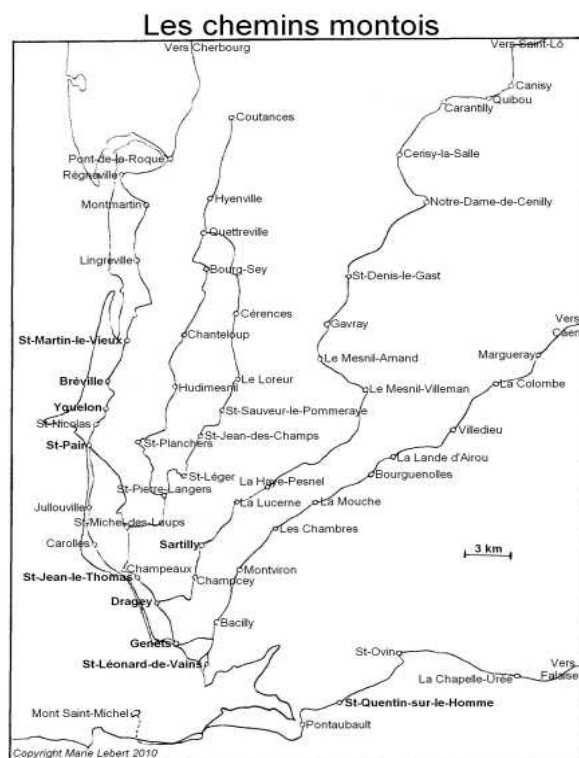 Les chemins montois
Vers Cherbourg
Vers Saint-Lô
Canisy
Quibou
Carantilly
Coutances
Cerisy-la-Salle
Pont-de-la-Roque
Régnéville
Hyenville
Notre-Dame-de-Cenilly
Montmartin
Quettreville
Lingréville
Bourg-Sey
St-Denis-le-Gast
Cérences
Gavray
Vers
Caen
St-Martin-le-Vieux
Chanteloup
Margueray
Le Mesnil-Amand
Bréville
Hudimesnil
Le Loreur
La Colombe
Le Mesnil-Villeman
Yquelon
St-Sauveur-le-Pommeraye
St-Nicolas
Villedieu
St-Pair
St-Planchers
St-Jean-des-Champs
La Lande d'Airou
St-Léger
Bourguenolles
La Haye-Pesnel
St-Pierre-Langers
Jullouville
La Lucerne
La Mouche
St-Michel-des-Loups
Les Chambres
Carolles
Sartilly
3 km
Champeaux
Montviron
St-Jean-le-Thomas
Champcey
Dragey
Bacilly
Genêts
St-Ovin
St-Léonard-de-Vains
Vers
Falaise
La Chapelle-Urée
St-Quentin-sur-le-Homme
Mont Saint-Michel
Pontaubault
Copyright Marie Lebert 2010